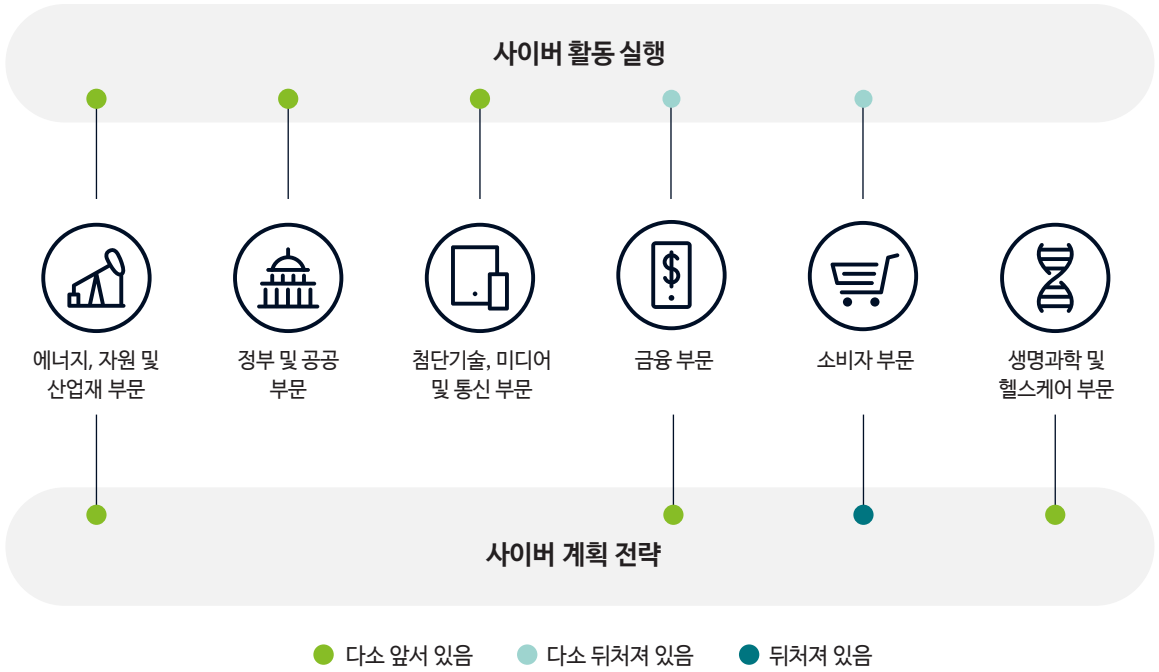 사이버 활동 실행
에너지, 자원 및
산업재 부문
정부 및 공공
부문
첨단기술, 미디어
및 통신 부문
금융 부문
소비자 부문
생명과학 및
헬스케어 부문
사이버 계획 전략
다소 앞서 있음
다소 뒤처져 있음
뒤처져 있음